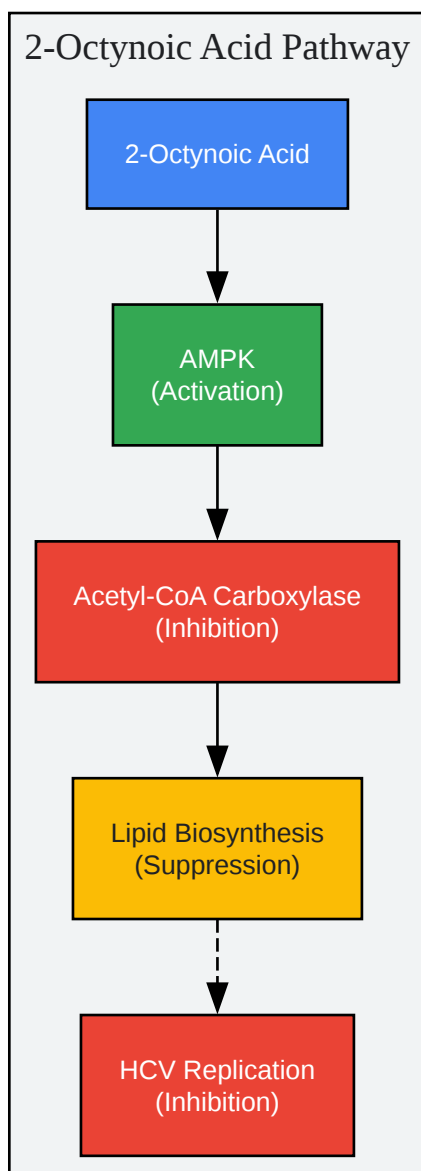 2-Octynoic Acid Pathway
2-Octynoic Acid
AMPK
(Activation)
Acetyl-CoA Carboxylase
(Inhibition)
Lipid Biosynthesis
(Suppression)
HCV Replication
(Inhibition)